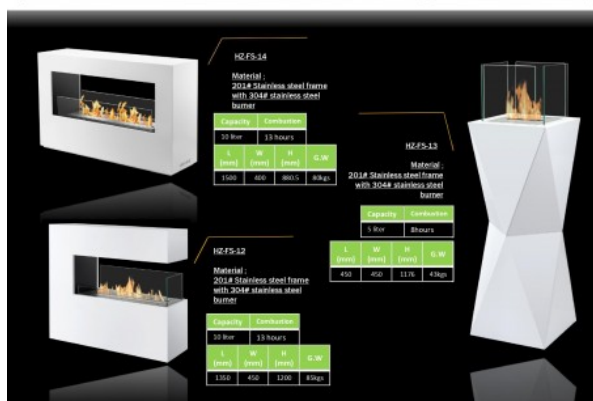 HZ-FS-14
Material :
201# Stainless steel frame
with 304# stainless steel
burner
Capacity Combustion
10 liter 13 hours
L (mm) W (mm) H (mm) G.W
1500 400 880.5 80kgs
HZ-FS-13
Material :
201# Stainless steel frame
with 304# stainless steel
burner
Capacity Combustion
5 liter 8hours
L (mm) W (mm) H (mm) G.W
450 450 1176 43kgs
HZ-FS-12
Material :
201# Stainless steel frame
with 304# stainless steel
burner
Capacity Combustion
10 liter 13 hours
L (mm) W (mm) H (mm) G.W
1350 450 1200 85kgs